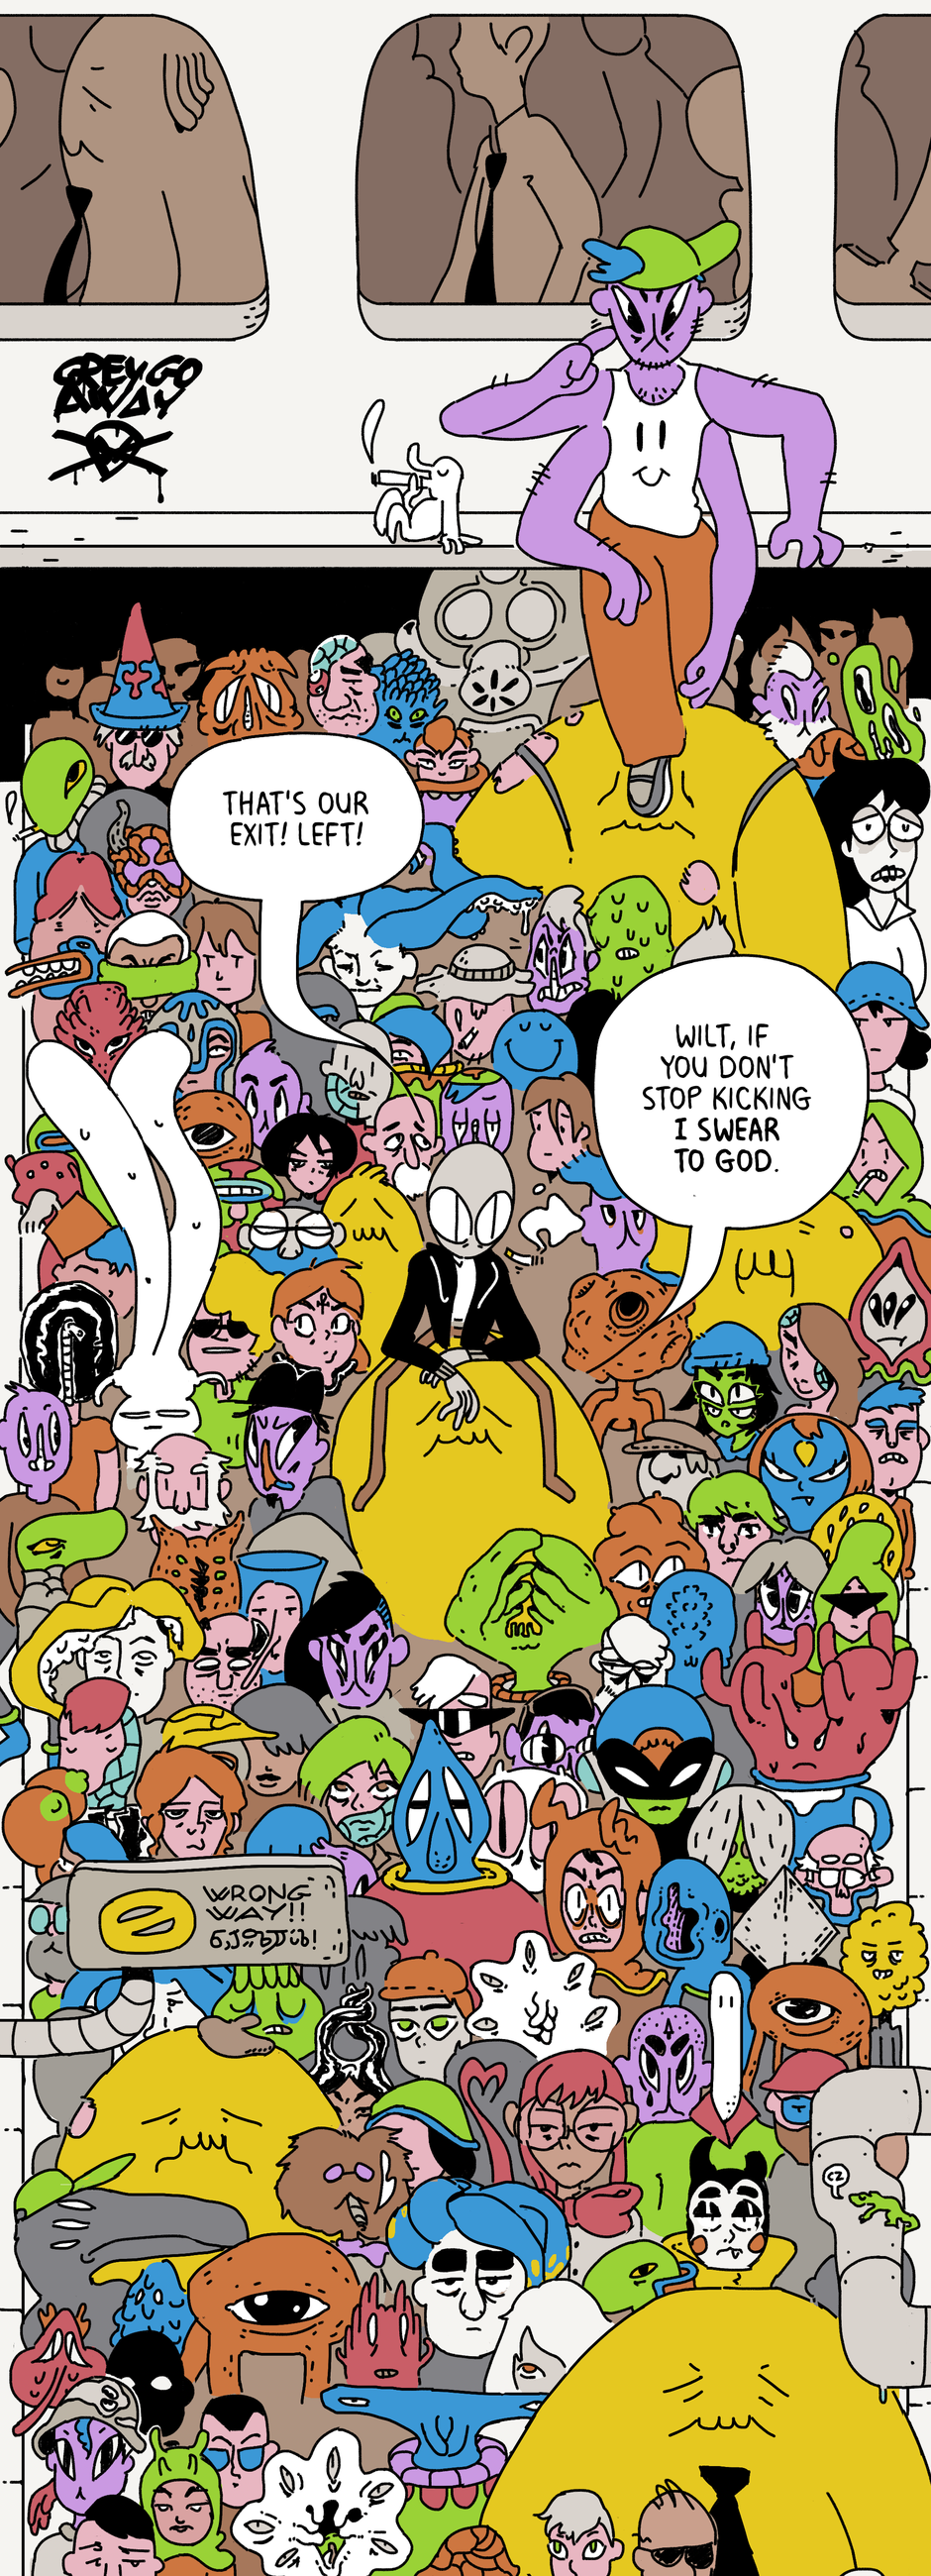 GREY GO
AWAY
THAT'S OUR
EXIT! LEFT!
WILT, IF
YOU DON'T
STOP KICKING
I SWEAR
TO GOD.
WRONG
WAY!!